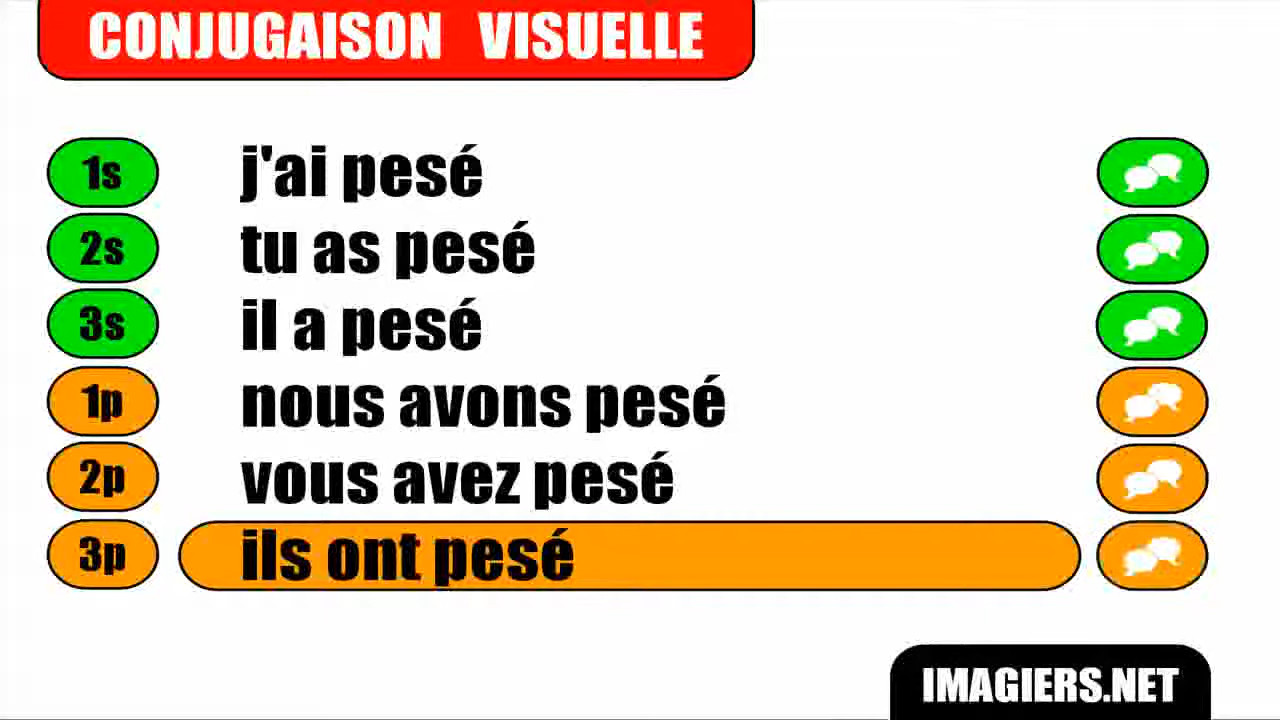 CONJUGAISON VISUELLE
1s j'ai pesé
2s tu as pesé
3s il a pesé
1p nous avons pesé
2p vous avez pesé
3p ils ont pesé
IMAGIERS.NET